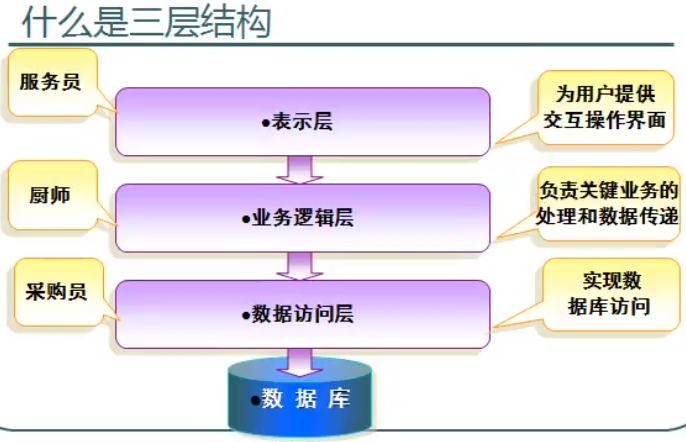 什么是三层结构
服务员
•表示层
为用户提供
交互操作界面
厨师
•业务逻辑层
负责关键业务的
处理和数据传递
采购员
•数据访问层
实现数
据库访问
•数 据 库